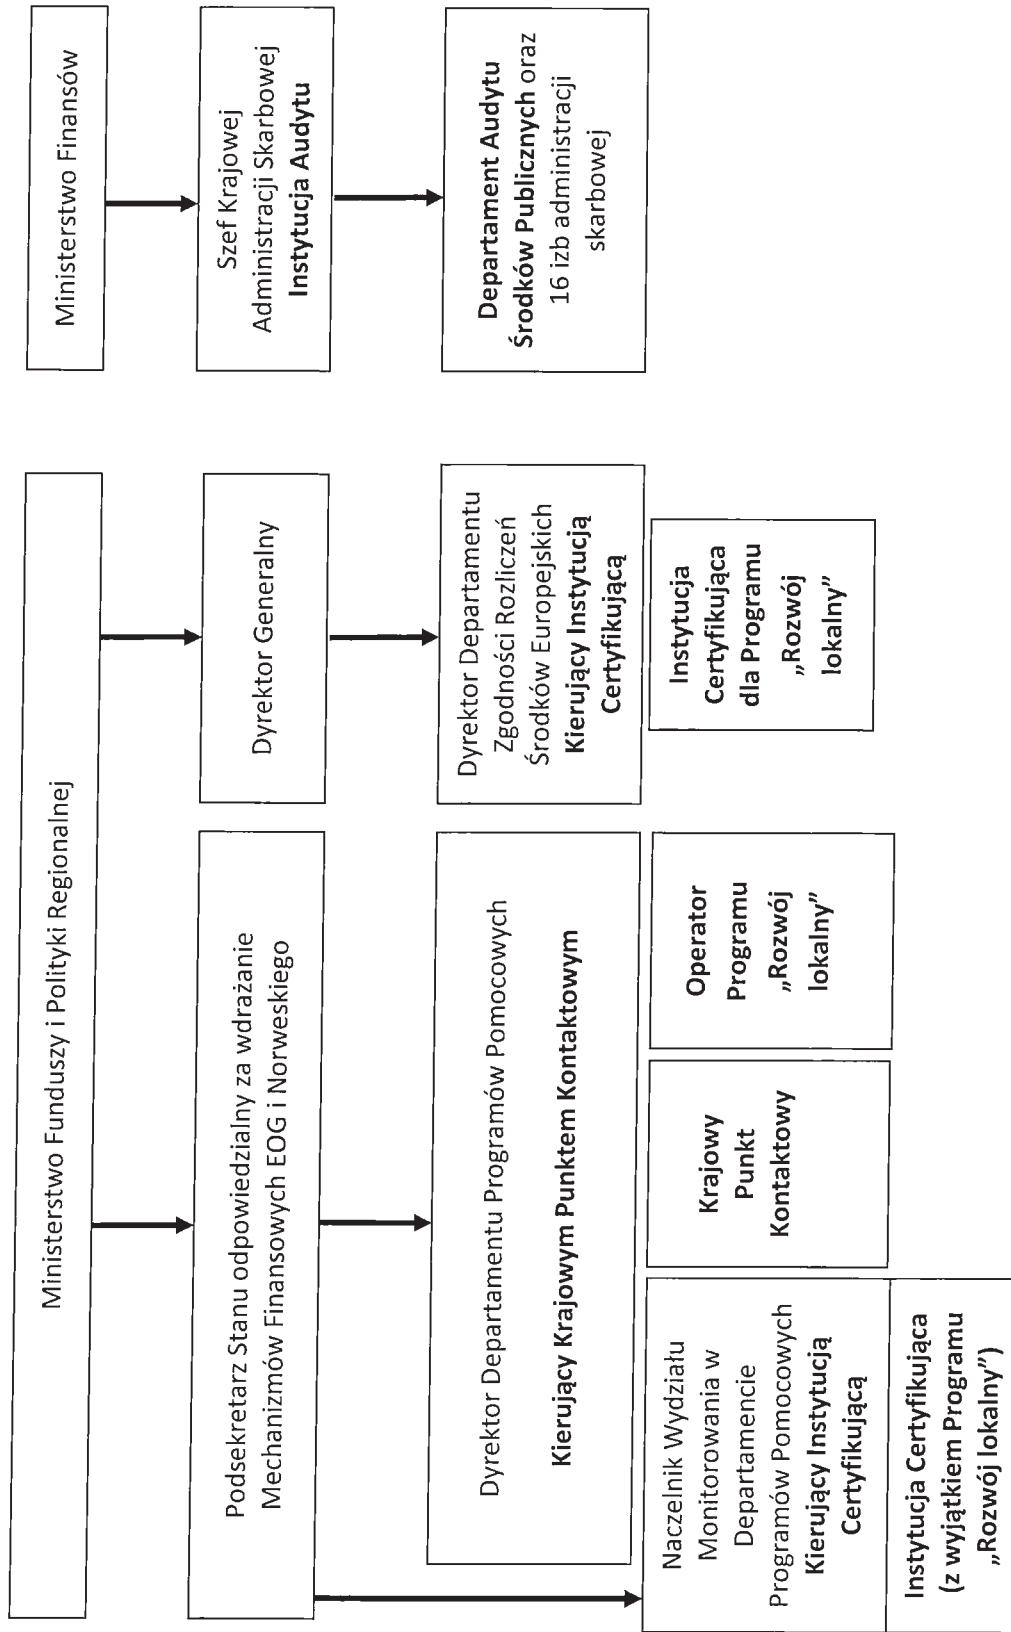 Ministerstwo Funduszy i Polityki Regionalnej
Podsekretarz Stanu odpowiedzialny za wdrażanie
Mechanizmów Finansowych EOG i Norweskiego
Dyrektor Departamentu Programów Pomocowych
Kierujący Krajowym Punktem Kontaktowym
Naczelnik Wydziału
Monitorowania w
Departamencie
Programów Pomocowych
Kierujący Instytucją
Certyfikującą
Instytucja Certyfikująca
(z wyjątkiem Programu
„Rozwój lokalny”)
Krajowy
Punkt
Kontaktowy
Operator
Programu
„Rozwój
lokalny”
Dyrektor Generalny
Dyrektor Departamentu
Zgodności Rozliczeń
Środków Europejskich
Kierujący Instytucją
Certyfikującą
Instytucja
Certyfikująca
dla Programu
„Rozwój
lokalny”
Ministerstwo Finansów
Szef Krajowej
Administracji Skarbowej
Instytucja Audytu
Departament Audytu
Środków Publicznych oraz
16 izb administracji
skarbowej